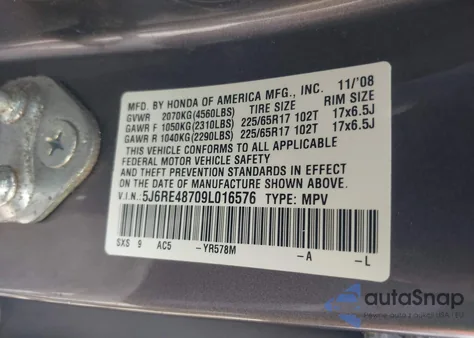 MFD. BY HONDA OF AMERICA MFG., INC. 11/'08
GVWR 2070KG(4560LBS) TIRE SIZE RIM SIZE
GAWR F 1050KG(2310LBS) 225/65R17 102T 17x6.5J
GAWR R 1040KG(2290LBS) 225/65R17 102T 17x6.5J
THIS VEHICLE CONFORMS TO ALL APPLICABLE
FEDERAL MOTOR VEHICLE SAFETY
AND THEFT PREVENTION STANDARDS IN EFFECT
ON THE DATE OF MANUFACTURE SHOWN ABOVE.
V.I.N.:5J6RE48709L016576 TYPE: MPV
SXS 9 AC5 -YR578M -A -L
autoSnap